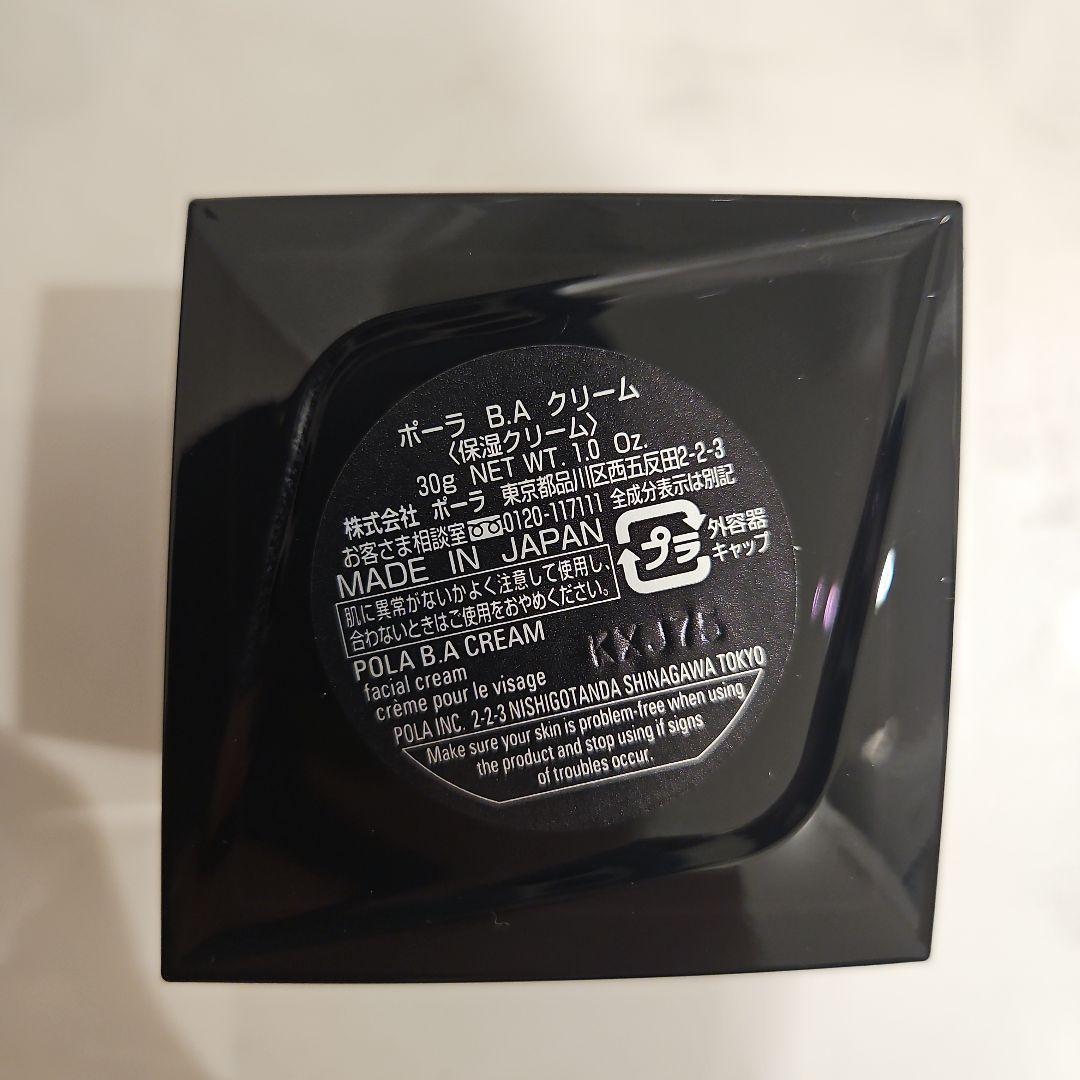 ポーラ B.A クリーム
〈保湿クリーム〉
30g NET WT. 1.0 Oz.
株式会社 ポーラ 東京都品川区西五反田2-2-3
お客さま相談室 0120-117111 全成分表示は別記
MADE IN JAPAN
プラ
外容器
キャップ
肌に異常がないかよく注意して使用し、
合わないときはご使用をおやめください。
POLA B.A CREAM
facial cream
crème pour le visage
POLA INC. 2-2-3 NISHIGOTANDA SHINAGAWA TOKYO
Make sure your skin is problem-free when using
the product and stop using if signs
of troubles occur.